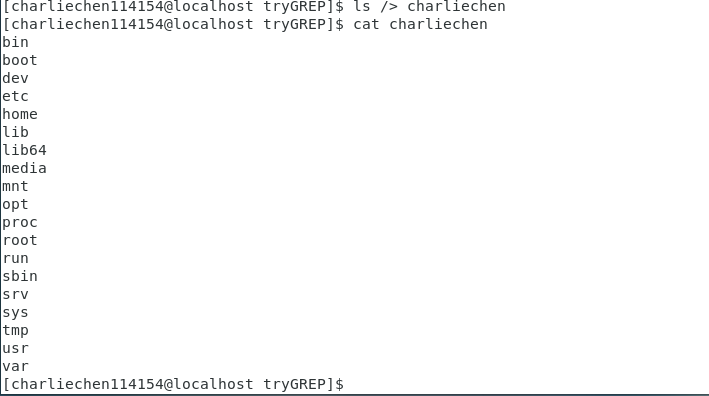 [charliechen114154@localhost tryGREP]$ ls /> charliechen
[charliechen114154@localhost tryGREP]$ cat charliechen
bin
boot
dev
etc
home
lib
lib64
media
mnt
opt
proc
root
run
sbin
srv
sys
tmp
usr
var
[charliechen114154@localhost tryGREP]$